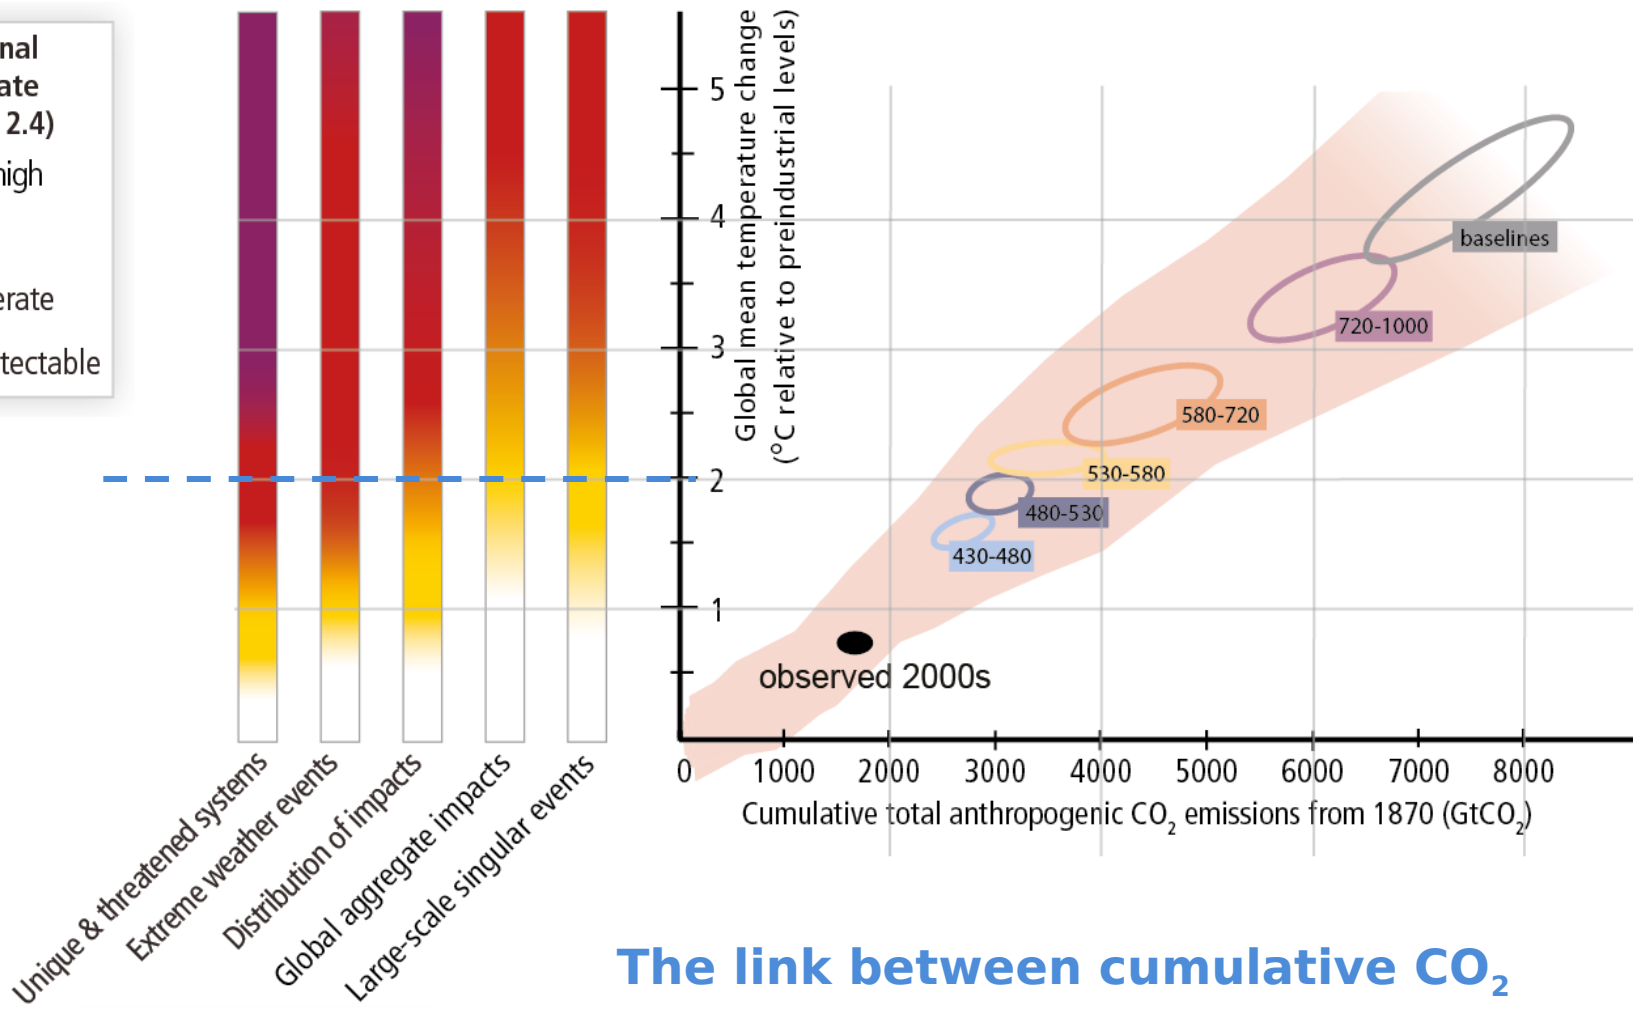 nal
ate
2.4)
high
erate
tectable
Unique & threatened systems
Extreme weather events
Distribution of impacts
Global aggregate impacts
Large-scale singular events
Global mean temperature change
(°C relative to preindustrial levels)
5
4
3
2
1
baselines
720-1000
580-720
530-580
480-530
430-480
observed 2000s
0 1000 2000 3000 4000 5000 6000 7000 8000
Cumulative total anthropogenic CO₂ emissions from 1870 (GtCO₂)
The link between cumulative CO₂